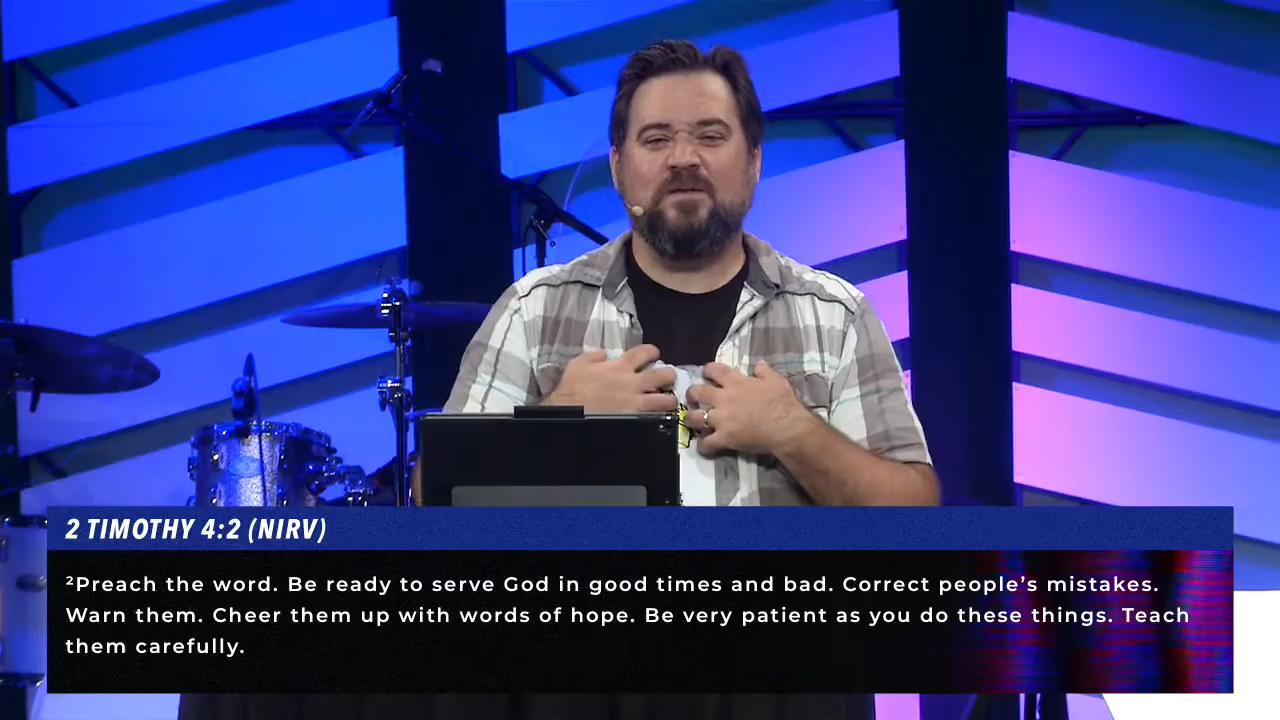 2 TIMOTHY 4:2 (NIRV)
²Preach the word. Be ready to serve God in good times and bad. Correct people’s mistakes.
Warn them. Cheer them up with words of hope. Be very patient as you do these things. Teach
them carefully.